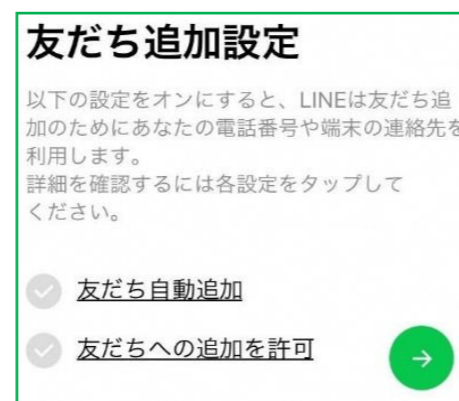 友だち追加設定
以下の設定をオンにすると、LINEは友だち追
加のためにあなたの電話番号や端末の連絡先を
利用します。
詳細を確認するには各設定をタップして
ください。
友だち自動追加
友だちへの追加を許可